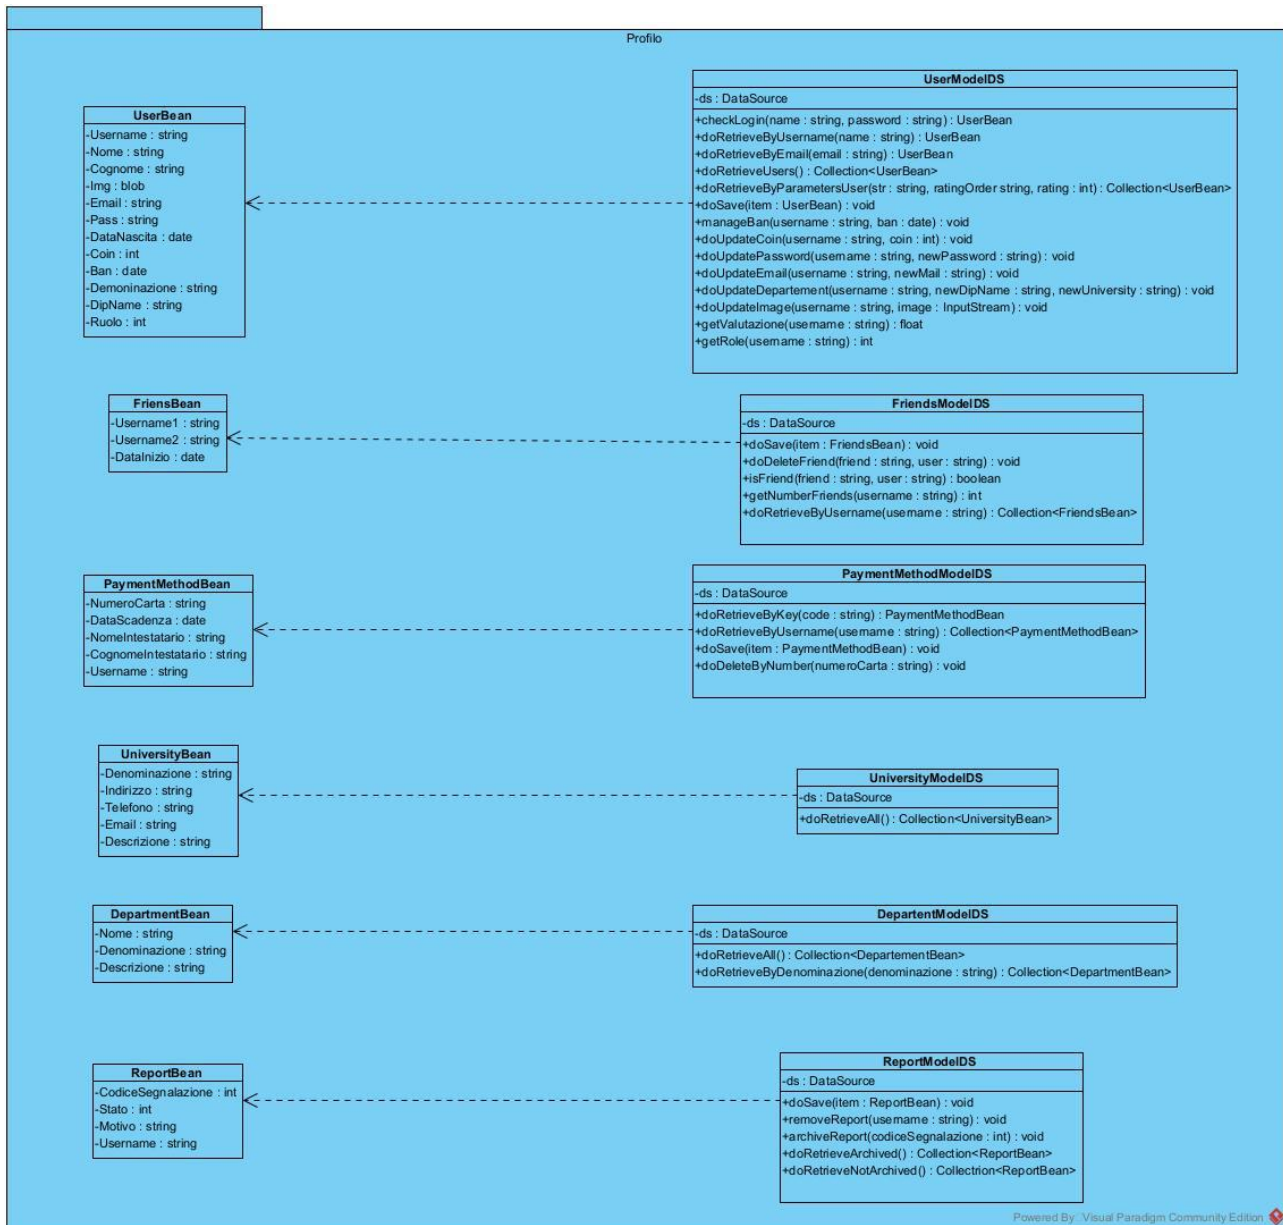 Profilo
UserBean
-Username : string
-Nome : string
-Cognome : string
-Img : blob
-Email : string
-Pass : string
-DataNascita : date
-Coin : int
-Ban : date
-Demoninazione : string
-DipName : string
-Ruolo : int
UserModelDS
-ds : DataSource
+checkLogin(name : string, password : string) : UserBean
+doRetrieveByUsername(name : string) : UserBean
+doRetrieveByEmail(email : string) : UserBean
+doRetrieveUsers() : Collection<UserBean>
+doRetrieveByParametersUser(str : string, ratingOrder string, rating : int) : Collection<UserBean>
+doSave(item : UserBean) : void
+manageBan(username : string, ban : date) : void
+doUpdateCoin(username : string, coin : int) : void
+doUpdatePassword(username : string, newPassword : string) : void
+doUpdateEmail(username : string, newMail : string) : void
+doUpdateDepartement(username : string, newDipName : string, newUniversity : string) : void
+doUpdateImage(username : string, image : InputStream) : void
+getValutazione(username : string) : float
+getRole(username : string) : int
FriensBean
-Username1 : string
-Username2 : string
-DataInizio : date
FriendsModelDS
-ds : DataSource
+doSave(item : FriendsBean) : void
+doDeleteFriend(friend : string, user : string) : void
+isFriend(friend : string, user : string) : boolean
+getNumberFriends(username : string) : int
+doRetrieveByUsername(username : string) : Collection<FriendsBean>
PaymentMethodBean
-NumeroCarta : string
-DataScadenza : date
-NomeIntestatario : string
-CognomeIntestatario : string
-Username : string
PaymentMethodModelDS
-ds : DataSource
+doRetrieveByKey(code : string) : PaymentMethodBean
+doRetrieveByUsername(username : string) : Collection<PaymentMethodBean>
+doSave(item : PaymentMethodBean) : void
+doDeleteByNumber(numeroCarta : string) : void
UniversityBean
-Denominazione : string
-Indirizzo : string
-Telefono : string
-Email : string
-Descrizione : string
UniversityModelDS
-ds : DataSource
+doRetrieveAll() : Collection<UniversityBean>
DepartmentBean
-Nome : string
-Denominazione : string
-Descrizione : string
DepartentModelDS
-ds : DataSource
+doRetrieveAll() : Collection<DepartementBean>
+doRetrieveByDenominazione(denominazione : string) : Collection<DepartmentBean>
ReportBean
-CodiceSegnalazione : int
-Stato : int
-Motivo : string
-Username : string
ReportModelDS
-ds : DataSource
+doSave(item : ReportBean) : void
+removeReport(username : string) : void
+archiveReport(codiceSegnalazione : int) : void
+doRetrieveArchived() : Collection<ReportBean>
+doRetrieveNotArchived() : Collectrion<ReportBean>
Powered By Visual Paradigm Community Edition